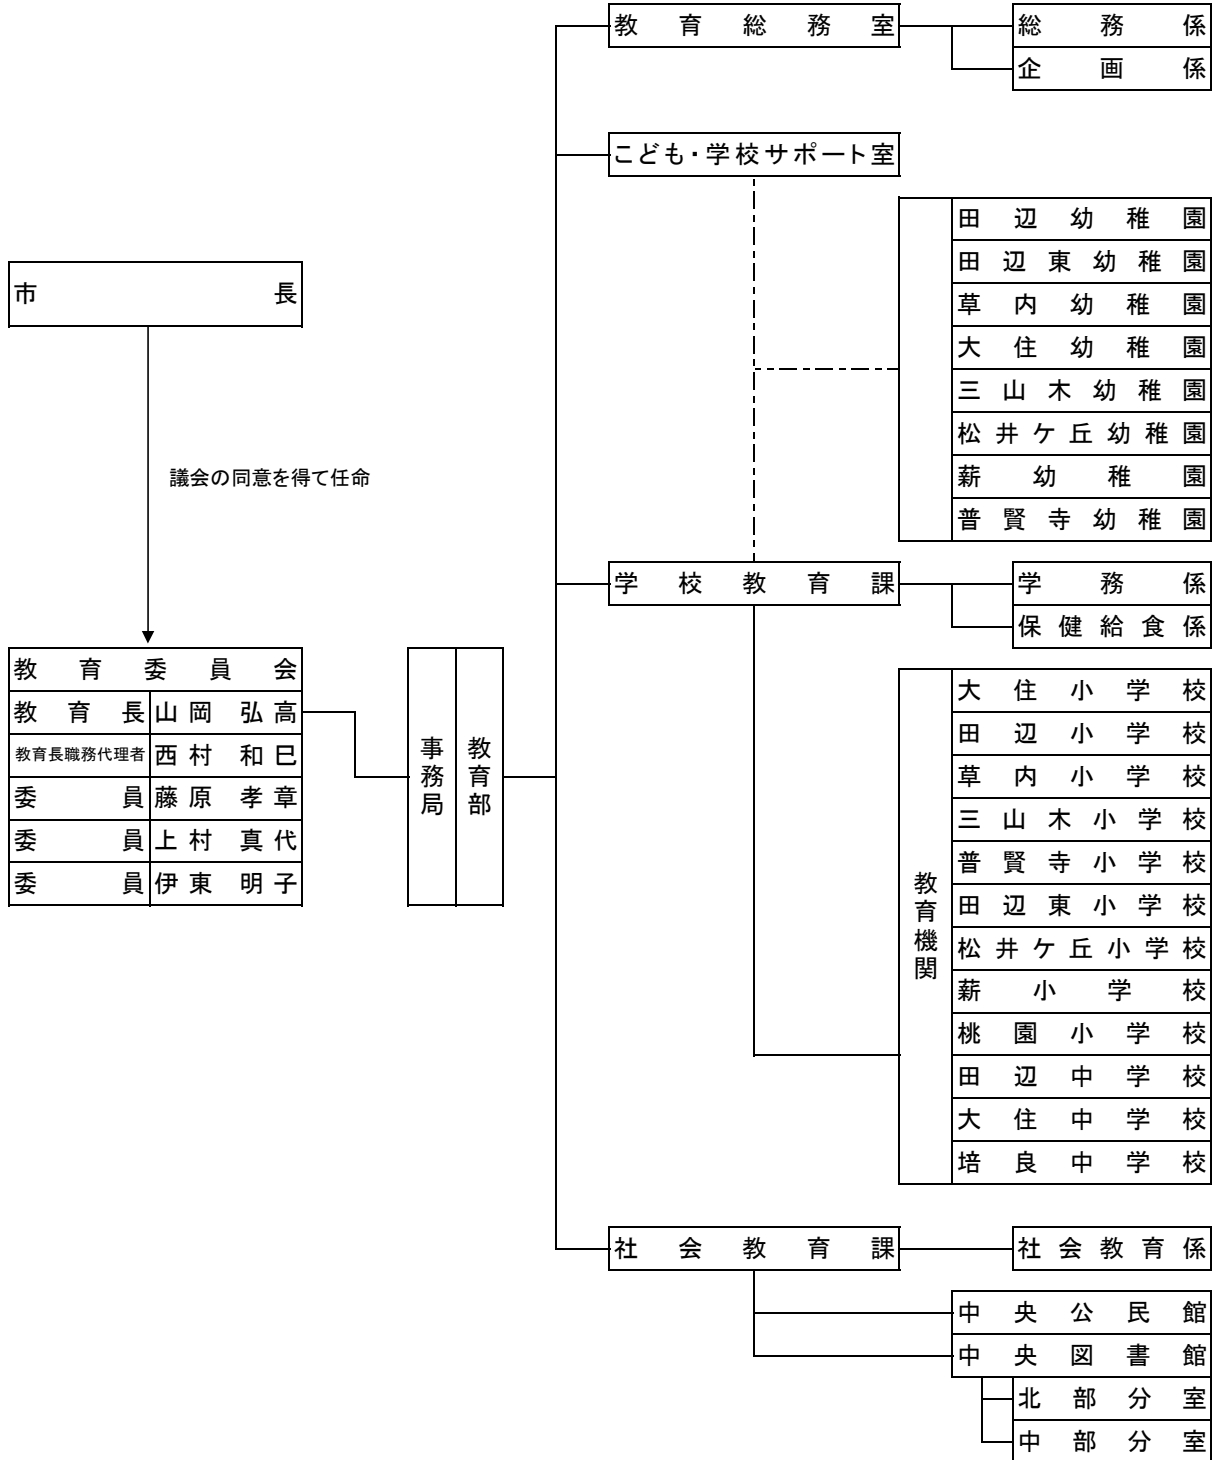 教育総務室
総務係
企画係
こども・学校サポート室
田辺幼稚園
田辺東幼稚園
草内幼稚園
大住幼稚園
三山木幼稚園
松井ケ丘幼稚園
薪幼稚園
普賢寺幼稚園
市長
議会の同意を得て任命
教育委員会
教育長 山岡 弘高
教育長職務代理者 西村 和巳
委員 藤原 孝章
委員 上村 真代
委員 伊東 明子
事務局
教育部
学校教育課
学務係
保健給食係
教育機関
大住小学校
田辺小学校
草内小学校
三山木小学校
普賢寺小学校
田辺東小学校
松井ケ丘小学校
薪小学校
桃園小学校
田辺中学校
大住中学校
培良中学校
社会教育課
社会教育係
中央公民館
中央図書館
北部分室
中部分室